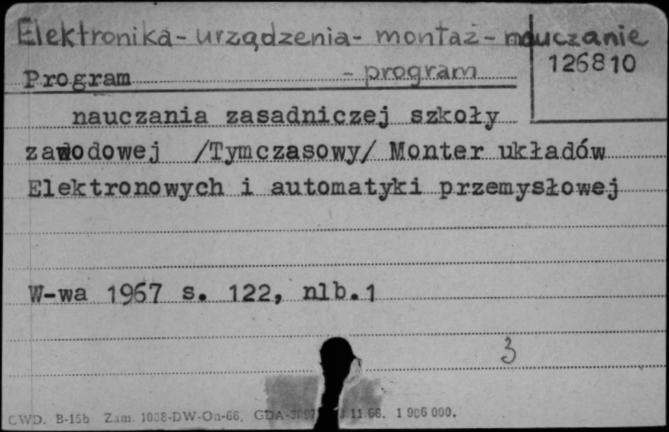 Elektronika-urządzenia-montaż-nauczanie
- program
126810
Program
nauczania zasadniczej szkoły
zawodowej /Tymczasowy/ Monter układów
Elektronowych i automatyki przemysłowej
W-wa 1967 s. 122, nlb.1
3
CWD. B-15b Zam. 1038-DW-Oa-66. 11.66. 1 906 000.